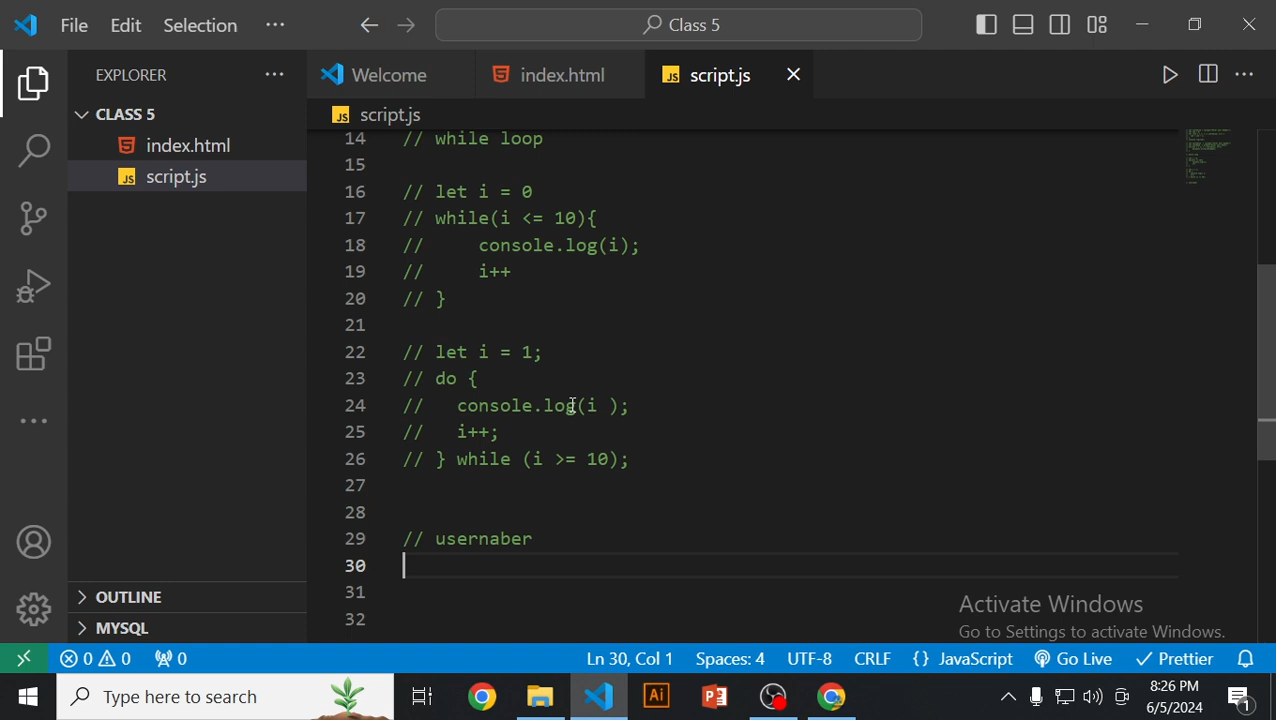 File Edit Selection ··· Class 5
EXPLORER ··· Welcome index.html script.js
CLASS 5 script.js
index.html
script.js
14 // while loop
15
16 // let i = 0
17 // while(i <= 10){
18 //     console.log(i);
19 //     i++
20 // }
21
22 // let i = 1;
23 // do {
24 //   console.log(i );
25 //   i++;
26 // } while (i >= 10);
27
28
29 // usernaber
30
31
32
OUTLINE
MYSQL
Activate Windows
Go to Settings to activate Windows.
0 0 0 Ln 30, Col 1 Spaces: 4 UTF-8 CRLF {} JavaScript Go Live Prettier
Type here to search
8:26 PM
6/5/2024
1